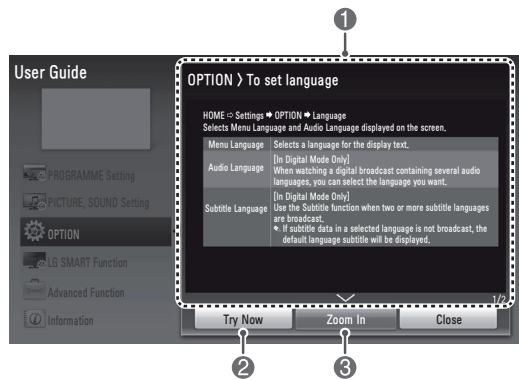 1
User Guide
OPTION > To set language
HOME ⇨ Settings ➡ OPTION ➡ Language
Selects Menu Language and Audio Language displayed on the screen.
Menu Language Selects a language for the display text.
Audio Language [In Digital Mode Only]
When watching a digital broadcast containing several audio
languages, you can select the language you want.
Subtitle Language [In Digital Mode Only]
Use the Subtitle function when two or more subtitle languages
are broadcast.
If subtitle data in a selected language is not broadcast, the
default language subtitle will be displayed.
PROGRAMME Setting
PICTURE, SOUND Setting
OPTION
LG SMART Function
Advanced Function
Information
1/2
Try Now Zoom In Close
2 3